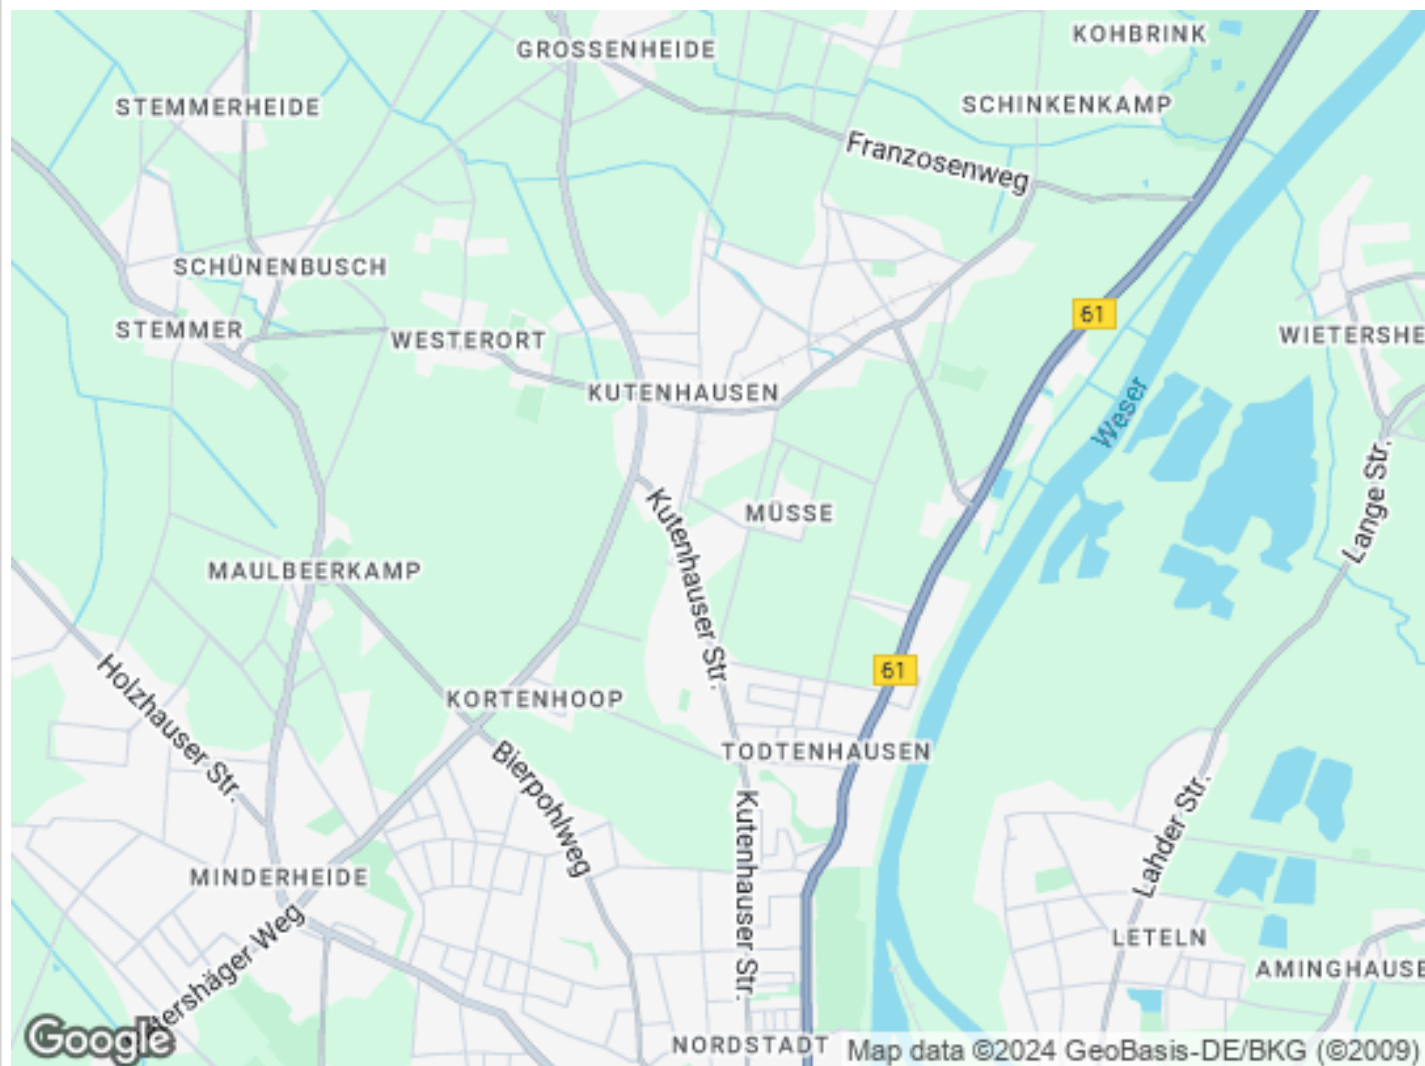 KOHBRINK
GROSSENHEIDE
STEMMERHEIDE
SCHINKENKAMP
Franzosenweg
SCHÜNENBUSCH
61
STEMMER
WESTERORT
WIETERSHE
KUTENHAUSEN
Weser
Lange Str.
MÜSSE
Kutenhauser Str.
MAULBEERKAMP
61
Holzhauser Str.
KORTENHOOP
TODTENHAUSEN
Bierpohlweg
Kutenhauser Str.
Lahder Str.
MINDERHEIDE
tershäger Weg
LETELN
AMINGHAUSE
Google
NORDSTADT
Map data ©2024 GeoBasis-DE/BKG (©2009)